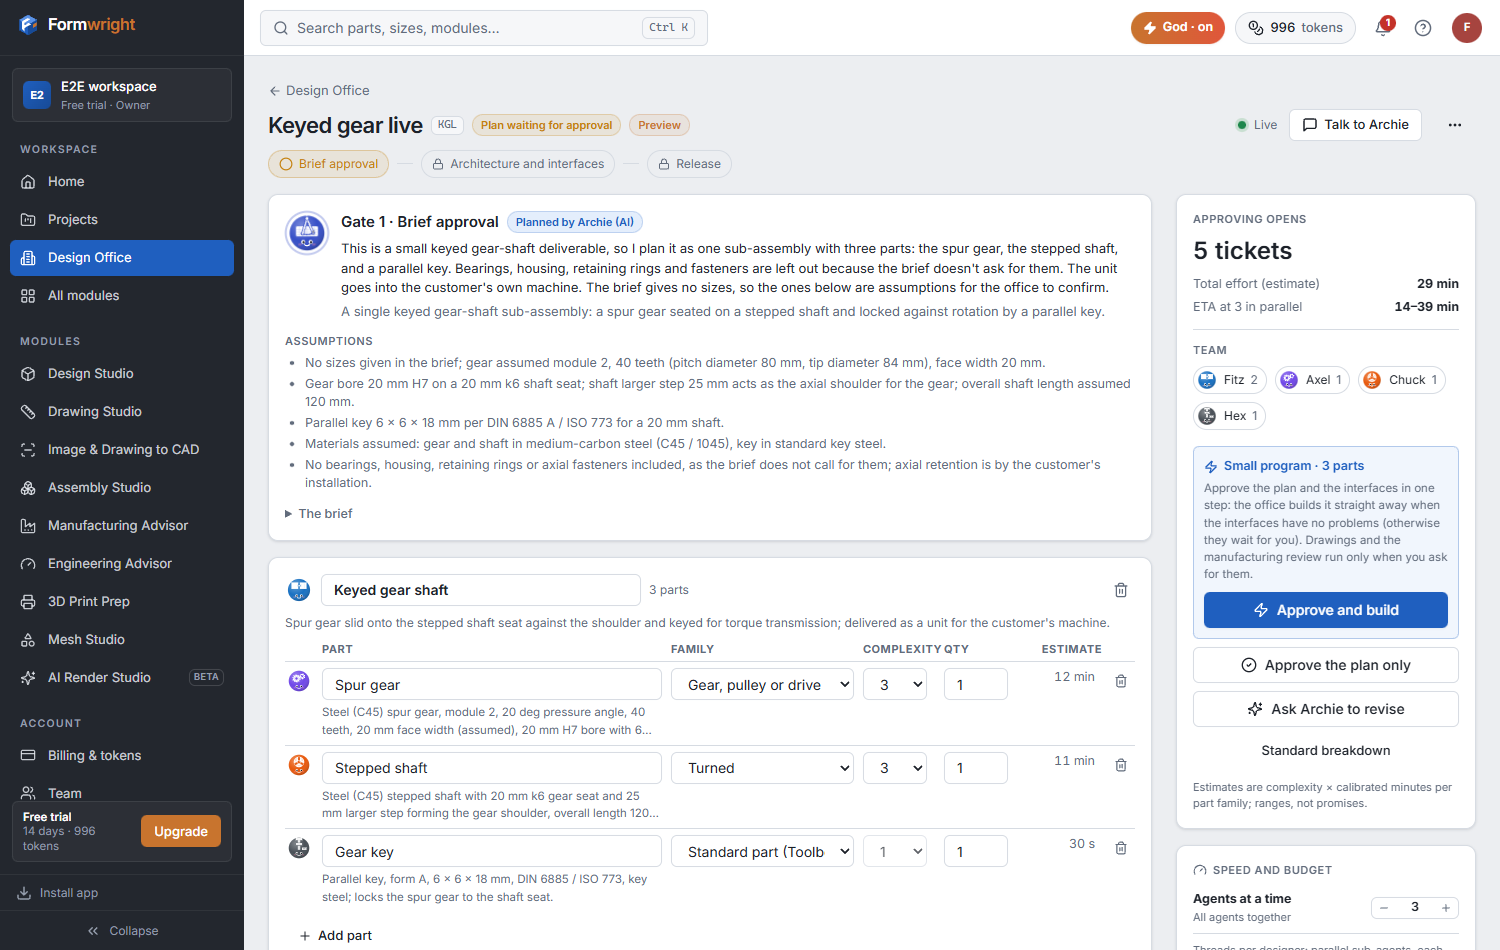 Formwright
Search parts, sizes, modules...
Ctrl K
God · on
996 tokens
1
F
E2
E2E workspace
Free trial · Owner
WORKSPACE
Home
Projects
Design Office
All modules
MODULES
Design Studio
Drawing Studio
Image & Drawing to CAD
Assembly Studio
Manufacturing Advisor
Engineering Advisor
3D Print Prep
Mesh Studio
AI Render Studio BETA
ACCOUNT
Billing & tokens
Team
Free trial
14 days · 996
tokens
Upgrade
Install app
Collapse
Design Office
Keyed gear live KGL Plan waiting for approval Preview
Live
Talk to Archie
Brief approval
Architecture and interfaces
Release
Gate 1 · Brief approval Planned by Archie (AI)
This is a small keyed gear-shaft deliverable, so I plan it as one sub-assembly with three parts: the spur gear, the stepped shaft,
and a parallel key. Bearings, housing, retaining rings and fasteners are left out because the brief doesn't ask for them. The unit
goes into the customer's own machine. The brief gives no sizes, so the ones below are assumptions for the office to confirm.
A single keyed gear-shaft sub-assembly: a spur gear seated on a stepped shaft and locked against rotation by a parallel key.
ASSUMPTIONS
• No sizes given in the brief; gear assumed module 2, 40 teeth (pitch diameter 80 mm, tip diameter 84 mm), face width 20 mm.
• Gear bore 20 mm H7 on a 20 mm k6 shaft seat; shaft larger step 25 mm acts as the axial shoulder for the gear; overall shaft length assumed
120 mm.
• Parallel key 6 × 6 × 18 mm per DIN 6885 A / ISO 773 for a 20 mm shaft.
• Materials assumed: gear and shaft in medium-carbon steel (C45 / 1045), key in standard key steel.
• No bearings, housing, retaining rings or axial fasteners included, as the brief does not call for them; axial retention is by the customer's
installation.
The brief
Keyed gear shaft
3 parts
Spur gear slid onto the stepped shaft seat against the shoulder and keyed for torque transmission; delivered as a unit for the customer's machine.
PART FAMILY COMPLEXITY QTY ESTIMATE
Spur gear Gear, pulley or drive 3 1 12 min
Steel (C45) spur gear, module 2, 20 deg pressure angle, 40
teeth, 20 mm face width (assumed), 20 mm H7 bore with 6...
Stepped shaft Turned 3 1 11 min
Steel (C45) stepped shaft with 20 mm k6 gear seat and 25
mm larger step forming the gear shoulder, overall length 120...
Gear key Standard part (Toolb 1 1 30 s
Parallel key, form A, 6 × 6 × 18 mm, DIN 6885 / ISO 773, key
steel; locks the spur gear to the shaft seat.
Add part
APPROVING OPENS
5 tickets
Total effort (estimate) 29 min
ETA at 3 in parallel 14–39 min
TEAM
Fitz 2
Axel 1
Chuck 1
Hex 1
Small program · 3 parts
Approve the plan and the interfaces in one
step: the office builds it straight away when
the interfaces have no problems (otherwise
they wait for you). Drawings and the
manufacturing review run only when you ask
for them.
Approve and build
Approve the plan only
Ask Archie to revise
Standard breakdown
Estimates are complexity × calibrated minutes per
part family; ranges, not promises.
SPEED AND BUDGET
Agents at a time
All agents together
− 3 +
Threads per designer: parallel sub-agents, each